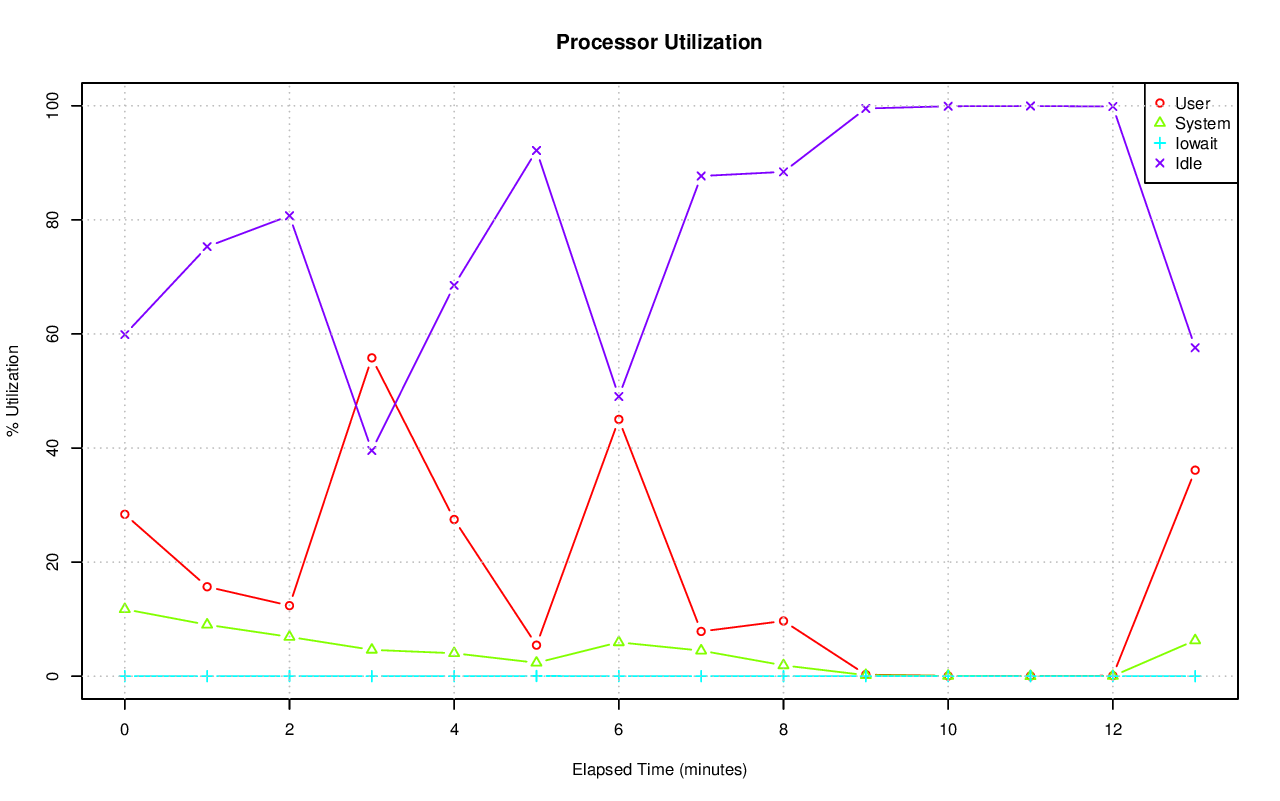 Processor Utilization
User
System
Iowait
Idle
% Utilization
100
80
60
40
20
0
0 2 4 6 8 10 12
Elapsed Time (minutes)